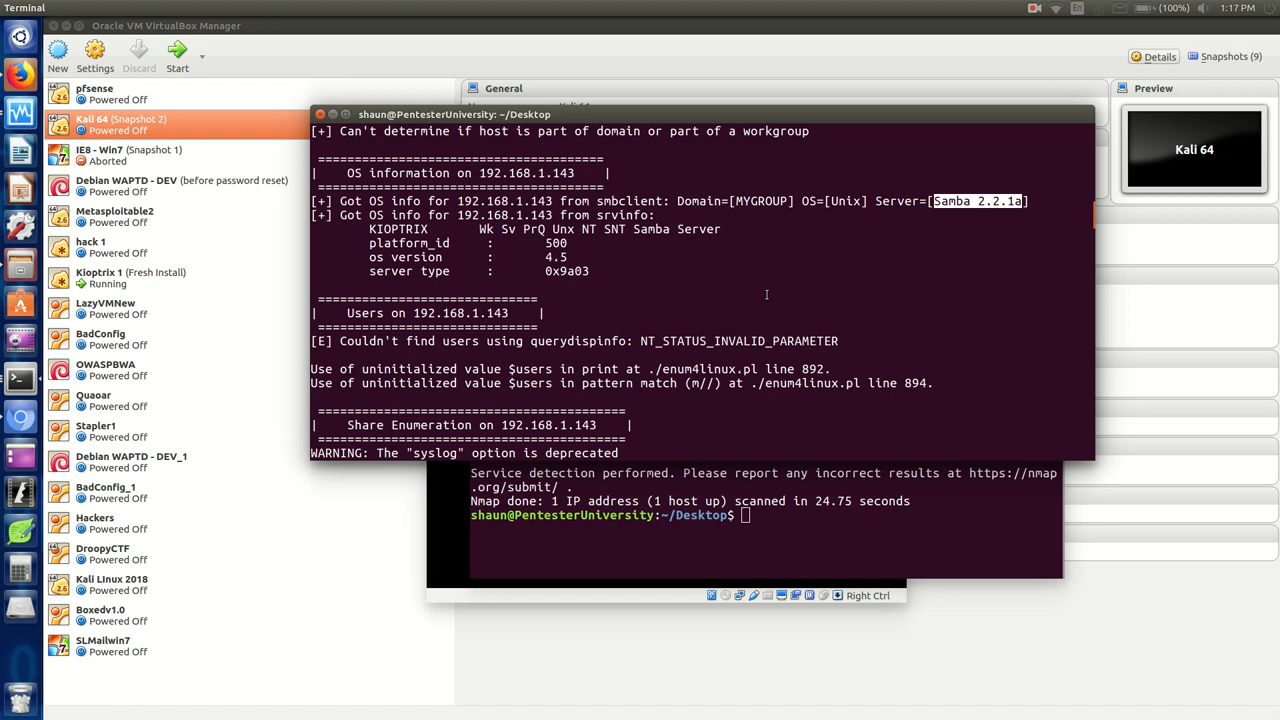 Terminal
En
(100%)
1:17 PM
Oracle VM VirtualBox Manager
New
Settings
Discard
Start
Details
Snapshots (9)
pfsense
Powered Off
Kali 64 (Snapshot 2)
Powered Off
IE8 - Win7 (Snapshot 1)
Aborted
Debian WAPTD - DEV (before password reset)
Powered Off
Metasploitable2
Powered Off
hack 1
Powered Off
Kioptrix 1 (Fresh Install)
Running
LazyVMNew
Powered Off
BadConfig
Powered Off
OWASPBWA
Powered Off
Quaoar
Powered Off
Stapler1
Powered Off
Debian WAPTD - DEV_1
Powered Off
BadConfig_1
Powered Off
Hackers
Powered Off
DroopyCTF
Powered Off
Kali LInux 2018
Powered Off
Boxedv1.0
Powered Off
SLMailwin7
Powered Off
General
Preview
Kali 64
shaun@PentesterUniversity: ~/Desktop
[+] Can't determine if host is part of domain or part of a workgroup
=======================================
| OS information on 192.168.1.143 |
=======================================
[+] Got OS info for 192.168.1.143 from smbclient: Domain=[MYGROUP] OS=[Unix] Server=[Samba 2.2.1a]
[+] Got OS info for 192.168.1.143 from srvinfo:
KIOPTRIX Wk Sv PrQ Unx NT SNT Samba Server
platform_id : 500
os version : 4.5
server type : 0x9a03
==============================
| Users on 192.168.1.143 |
==============================
[E] Couldn't find users using querydispinfo: NT_STATUS_INVALID_PARAMETER
Use of uninitialized value $users in print at ./enum4linux.pl line 892.
Use of uninitialized value $users in pattern match (m//) at ./enum4linux.pl line 894.
==========================================
| Share Enumeration on 192.168.1.143 |
==========================================
WARNING: The "syslog" option is deprecated
Service detection performed. Please report any incorrect results at https://nmap
.org/submit/ .
Nmap done: 1 IP address (1 host up) scanned in 24.75 seconds
shaun@PentesterUniversity:~/Desktop$
Right Ctrl